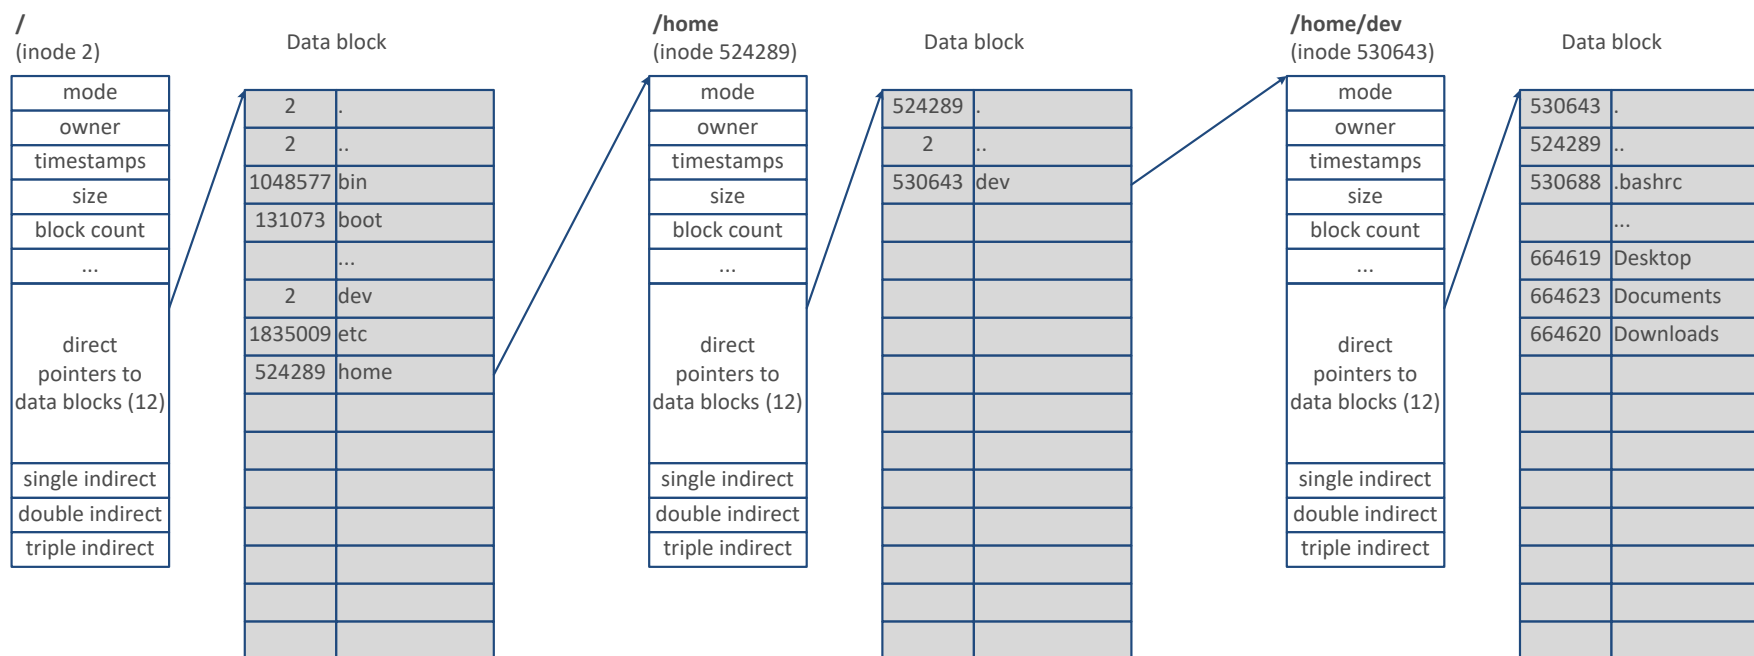 /
(inode 2)
Data block
mode
owner
timestamps
size
block count
...
direct
pointers to
data blocks (12)
single indirect
double indirect
triple indirect
2 .
2 ..
1048577 bin
131073 boot
...
2 dev
1835009 etc
524289 home
/home
(inode 524289)
Data block
mode
owner
timestamps
size
block count
...
direct
pointers to
data blocks (12)
single indirect
double indirect
triple indirect
524289 .
2 ..
530643 dev
/home/dev
(inode 530643)
Data block
mode
owner
timestamps
size
block count
...
direct
pointers to
data blocks (12)
single indirect
double indirect
triple indirect
530643 .
524289 ..
530688 .bashrc
...
664619 Desktop
664623 Documents
664620 Downloads